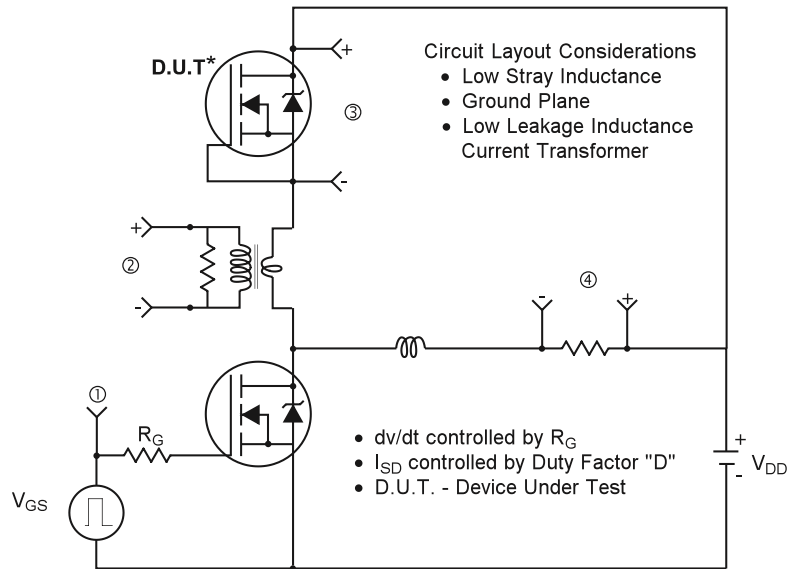 D.U.T*
+
③
-
Circuit Layout Considerations
• Low Stray Inductance
• Ground Plane
• Low Leakage Inductance
Current Transformer
+
②
-
④
-
+
①
R_G
V_GS
• dv/dt controlled by R_G
• I_SD controlled by Duty Factor "D"
• D.U.T. - Device Under Test
+
V_DD
-